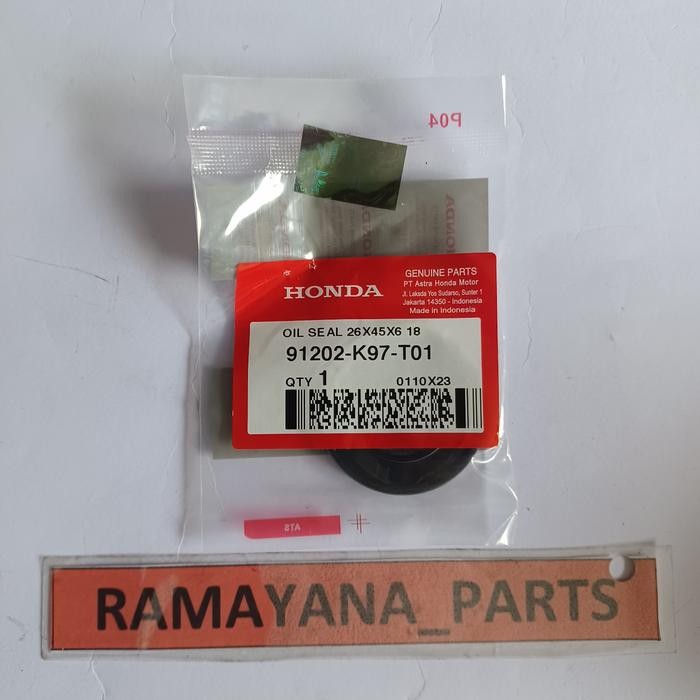 P04
HONDA
GENUINE PARTS
PT Astra Honda Motor
Jl. Laksda Yos Sudarso, Sunter 1
Jakarta 14350 - Indonesia
Made in Indonesia
OIL SEAL 26X45X6 18
91202-K97-T01
QTY 1
0110X23
ATS
RAMAYANA_PARTS